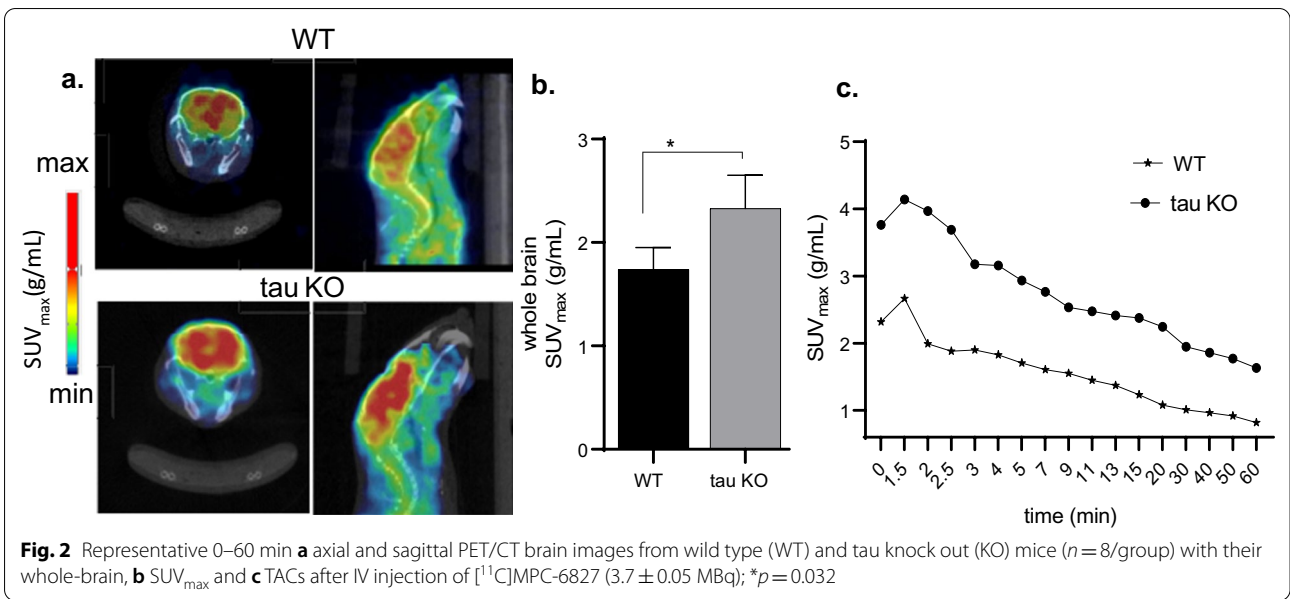 WT
a.
max
SUVmax(g/mL)
min
tau KO
b.
whole brain
SUVmax (g/mL)
3
2
1
0
*
WT
tau KO
c.
SUVmax (g/mL)
5
4
3
2
1
WT
tau KO
0
1.5
2
2.5
3
4
5
7
9
11
13
15
20
30
40
50
60
time (min)
Fig. 2 Representative 0–60 min a axial and sagittal PET/CT brain images from wild type (WT) and tau knock out (KO) mice (n = 8/group) with their
whole-brain, b SUVmax and c TACs after IV injection of [11C]MPC-6827 (3.7 ± 0.05 MBq); *p = 0.032